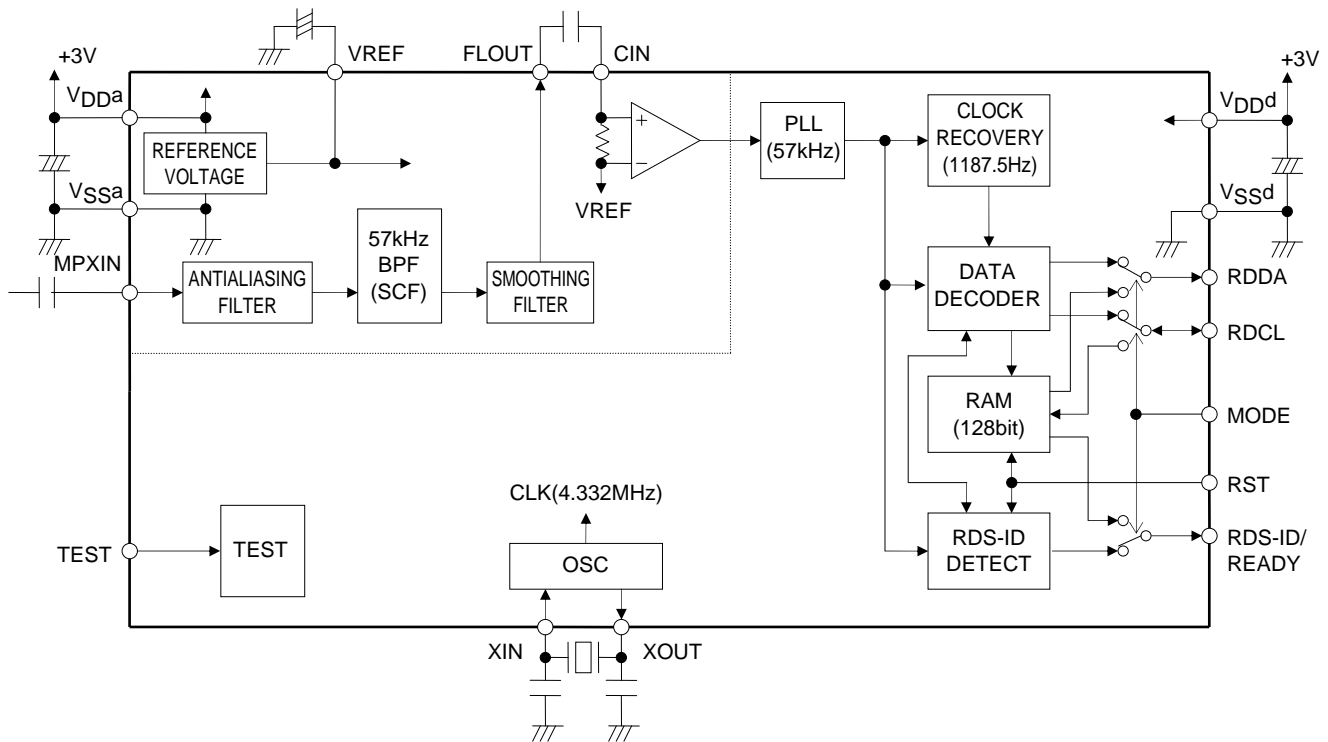 VREF
FLOUT
CIN
+3V
+3V
VDDa
VDDd
REFERENCE
VOLTAGE
+
−
PLL
(57kHz)
CLOCK
RECOVERY
(1187.5Hz)
VSSa
VREF
VSSd
MPXIN
ANTIALIASING
FILTER
57kHz
BPF
(SCF)
SMOOTHING
FILTER
DATA
DECODER
RDDA
RDCL
RAM
(128bit)
MODE
RST
CLK(4.332MHz)
TEST
TEST
OSC
RDS-ID
DETECT
RDS-ID/
READY
XIN
XOUT